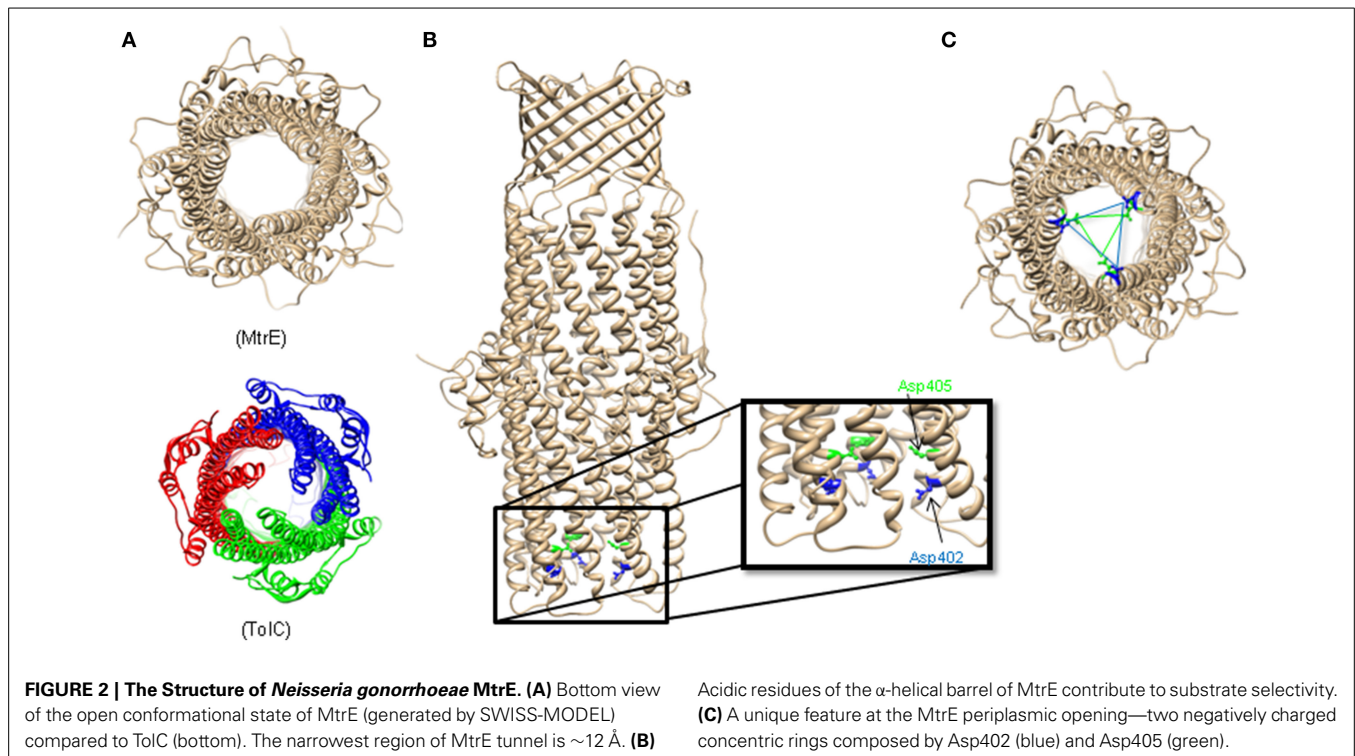 A
B
C
(MtrE)
(TolC)
Asp405
Asp402
FIGURE 2 | The Structure of Neisseria gonorrhoeae MtrE. (A) Bottom view
of the open conformational state of MtrE (generated by SWISS-MODEL)
compared to TolC (bottom). The narrowest region of MtrE tunnel is ∼12 Å. (B)
Acidic residues of the α-helical barrel of MtrE contribute to substrate selectivity.
(C) A unique feature at the MtrE periplasmic opening—two negatively charged
concentric rings composed by Asp402 (blue) and Asp405 (green).